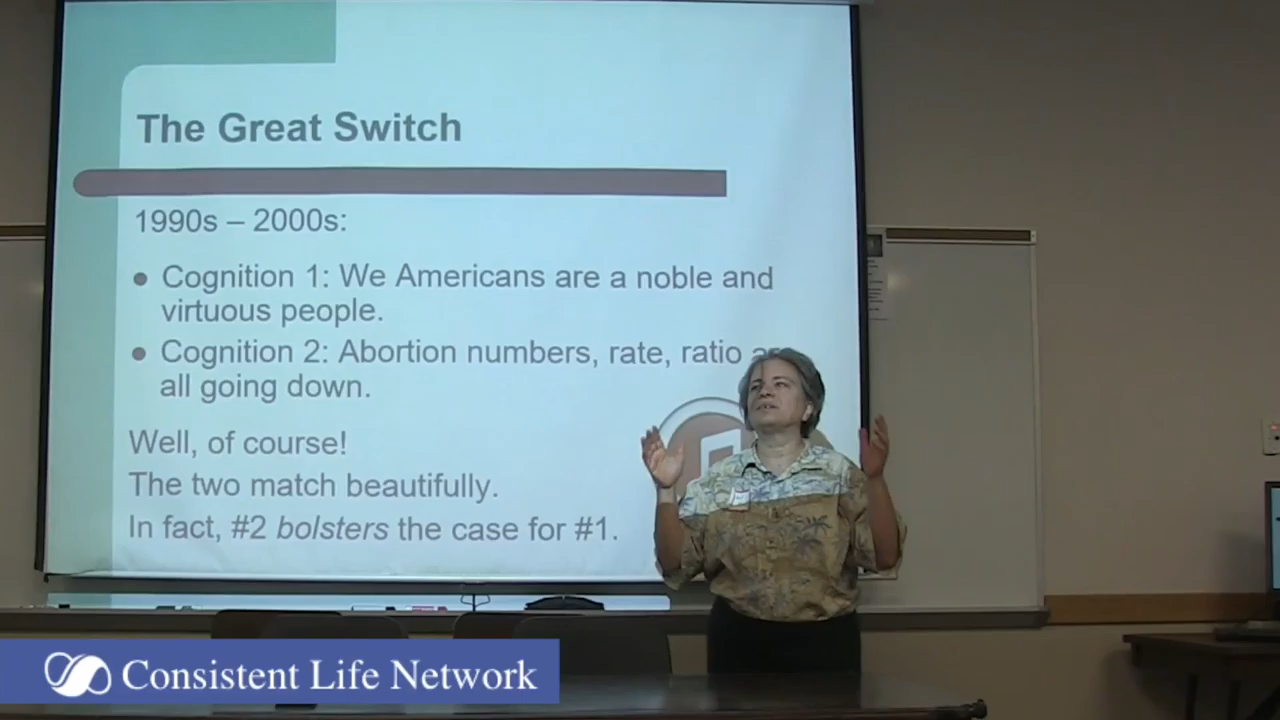 The Great Switch
1990s – 2000s:
Cognition 1: We Americans are a noble and
virtuous people.
Cognition 2: Abortion numbers, rate, ratio
all going down.
Well, of course!
The two match beautifully.
In fact, #2 bolsters the case for #1.
Consistent Life Network